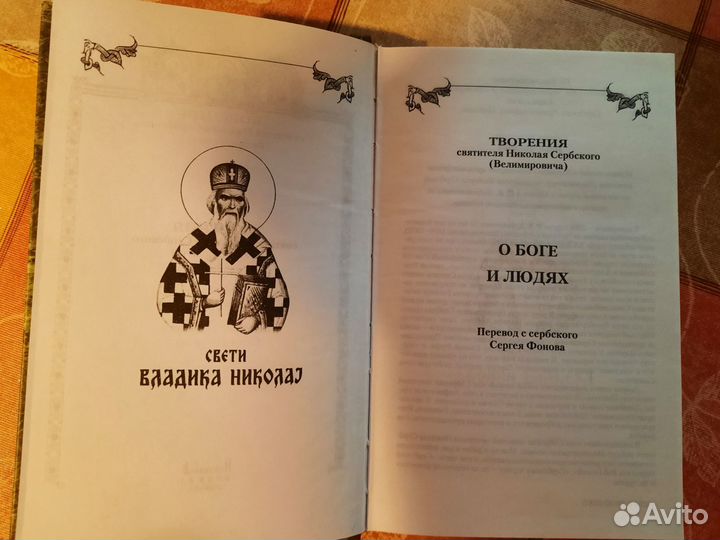 СВЕТИ
ВЛАДИКА НИКОЛАЈ
ТВОРЕНИЯ
святителя Николая Сербского
(Велимировича)
О БОГЕ
И ЛЮДЯХ
Перевод с сербского
Сергея Фонова
Avito